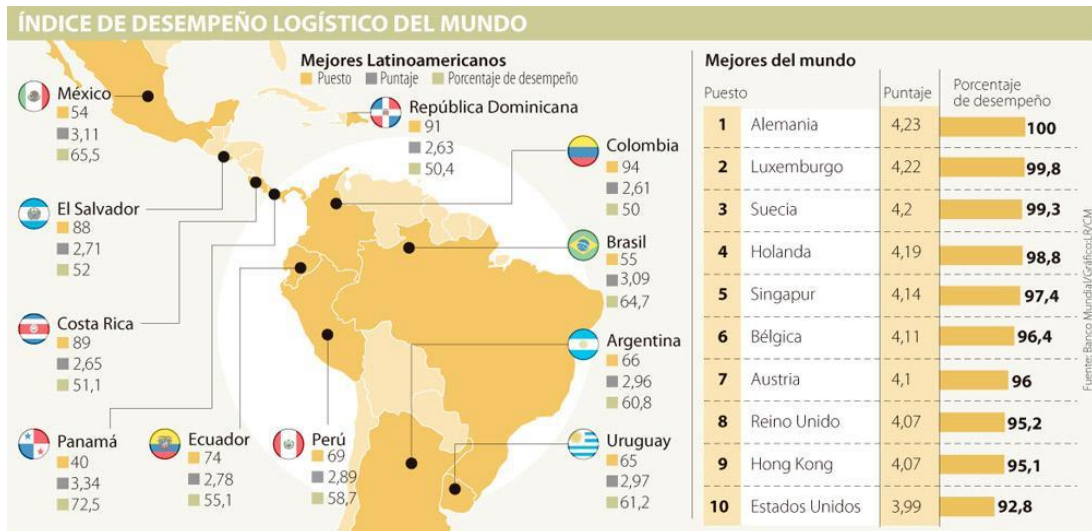 ÍNDICE DE DESEMPEÑO LOGÍSTICO DEL MUNDO
Mejores Latinoamericanos
Puesto Puntaje Porcentaje de desempeño
México
54
3,11
65,5
República Dominicana
91
2,63
50,4
Colombia
94
2,61
50
El Salvador
88
2,71
52
Brasil
55
3,09
64,7
Costa Rica
89
2,65
51,1
Argentina
66
2,96
60,8
Panamá
40
3,34
72,5
Ecuador
74
2,78
55,1
Perú
69
2,89
58,7
Uruguay
65
2,97
61,2
Mejores del mundo
Puesto Puntaje Porcentaje
de desempeño
1 Alemania 4,23 100
2 Luxemburgo 4,22 99,8
3 Suecia 4,2 99,3
4 Holanda 4,19 98,8
5 Singapur 4,14 97,4
6 Bélgica 4,11 96,4
7 Austria 4,1 96
8 Reino Unido 4,07 95,2
9 Hong Kong 4,07 95,1
10 Estados Unidos 3,99 92,8
Fuente: Banco Mundial/Gráfico:LR/CM